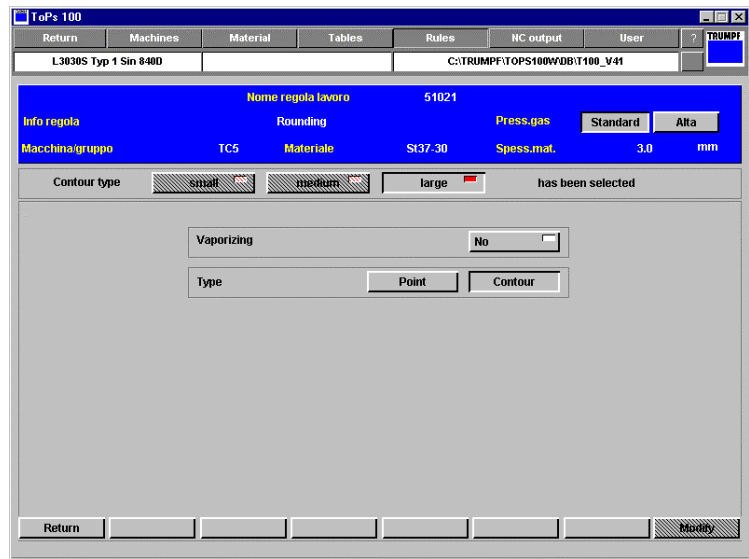 ToPs 100
Return Machines Material Tables Rules NC output User ? TRUMPF
L3030S Typ 1 Sin 840D C:\TRUMPF\TOPS100W\DB\T100_V41
Nome regola lavoro 51021
Info regola Rounding Press.gas Standard Alta
Macchina/gruppo TC5 Materiale St37-30 Spess.mat. 3.0 mm
Contour type small medium large has been selected
Vaporizing No
Type Point Contour
Return Modify